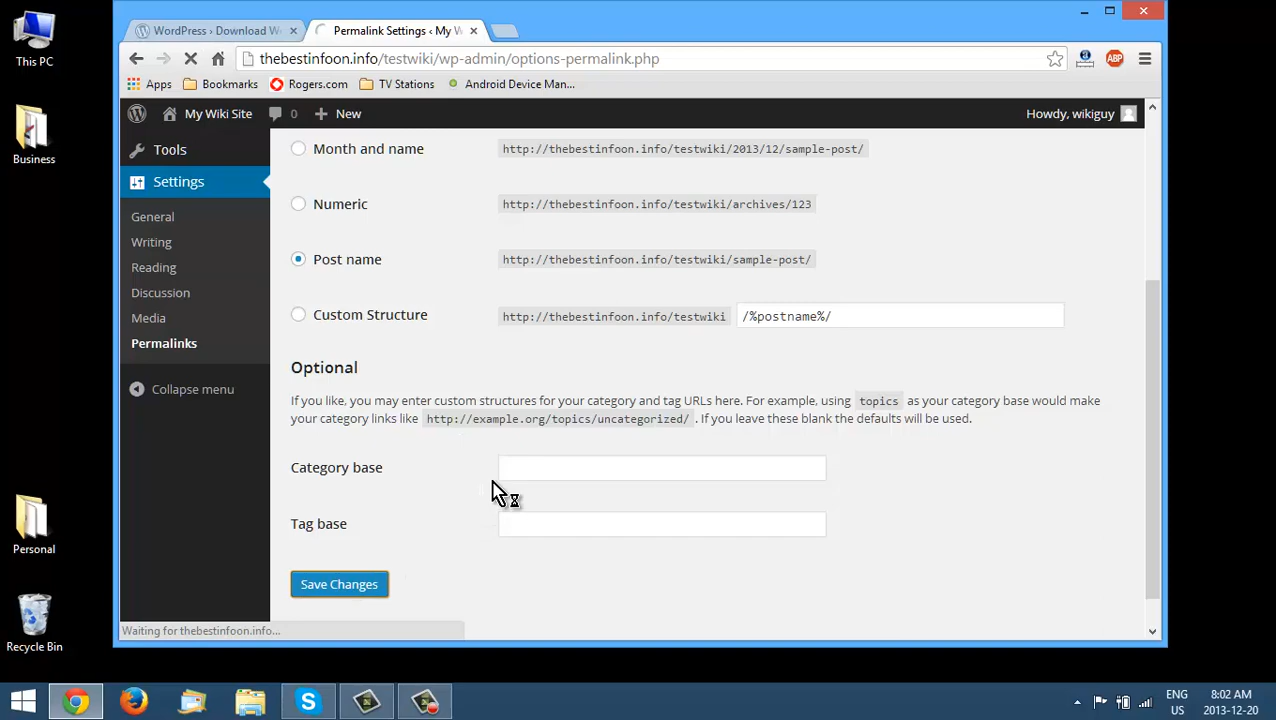 This PC
Business
Personal
Recycle Bin
WordPress › Download W
Permalink Settings ‹ My W
thebestinfoon.info/testwiki/wp-admin/options-permalink.php
ABP
Apps
Bookmarks
Rogers.com
TV Stations
Android Device Man...
My Wiki Site
0
New
Howdy, wikiguy
Tools
Settings
General
Writing
Reading
Discussion
Media
Permalinks
Collapse menu
Month and name http://thebestinfoon.info/testwiki/2013/12/sample-post/
Numeric http://thebestinfoon.info/testwiki/archives/123
Post name http://thebestinfoon.info/testwiki/sample-post/
Custom Structure http://thebestinfoon.info/testwiki /%postname%/
Optional
If you like, you may enter custom structures for your category and tag URLs here. For example, using topics as your category base would make
your category links like http://example.org/topics/uncategorized/ . If you leave these blank the defaults will be used.
Category base
Tag base
Save Changes
Waiting for thebestinfoon.info...
ENG
US
8:02 AM
2013-12-20